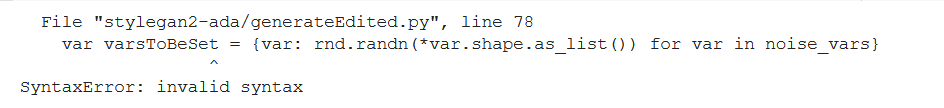 File "stylegan2-ada/generateEdited.py", line 78
var varsToBeSet = {var: rnd.randn(*var.shape.as_list()) for var in noise_vars}
^
SyntaxError: invalid syntax